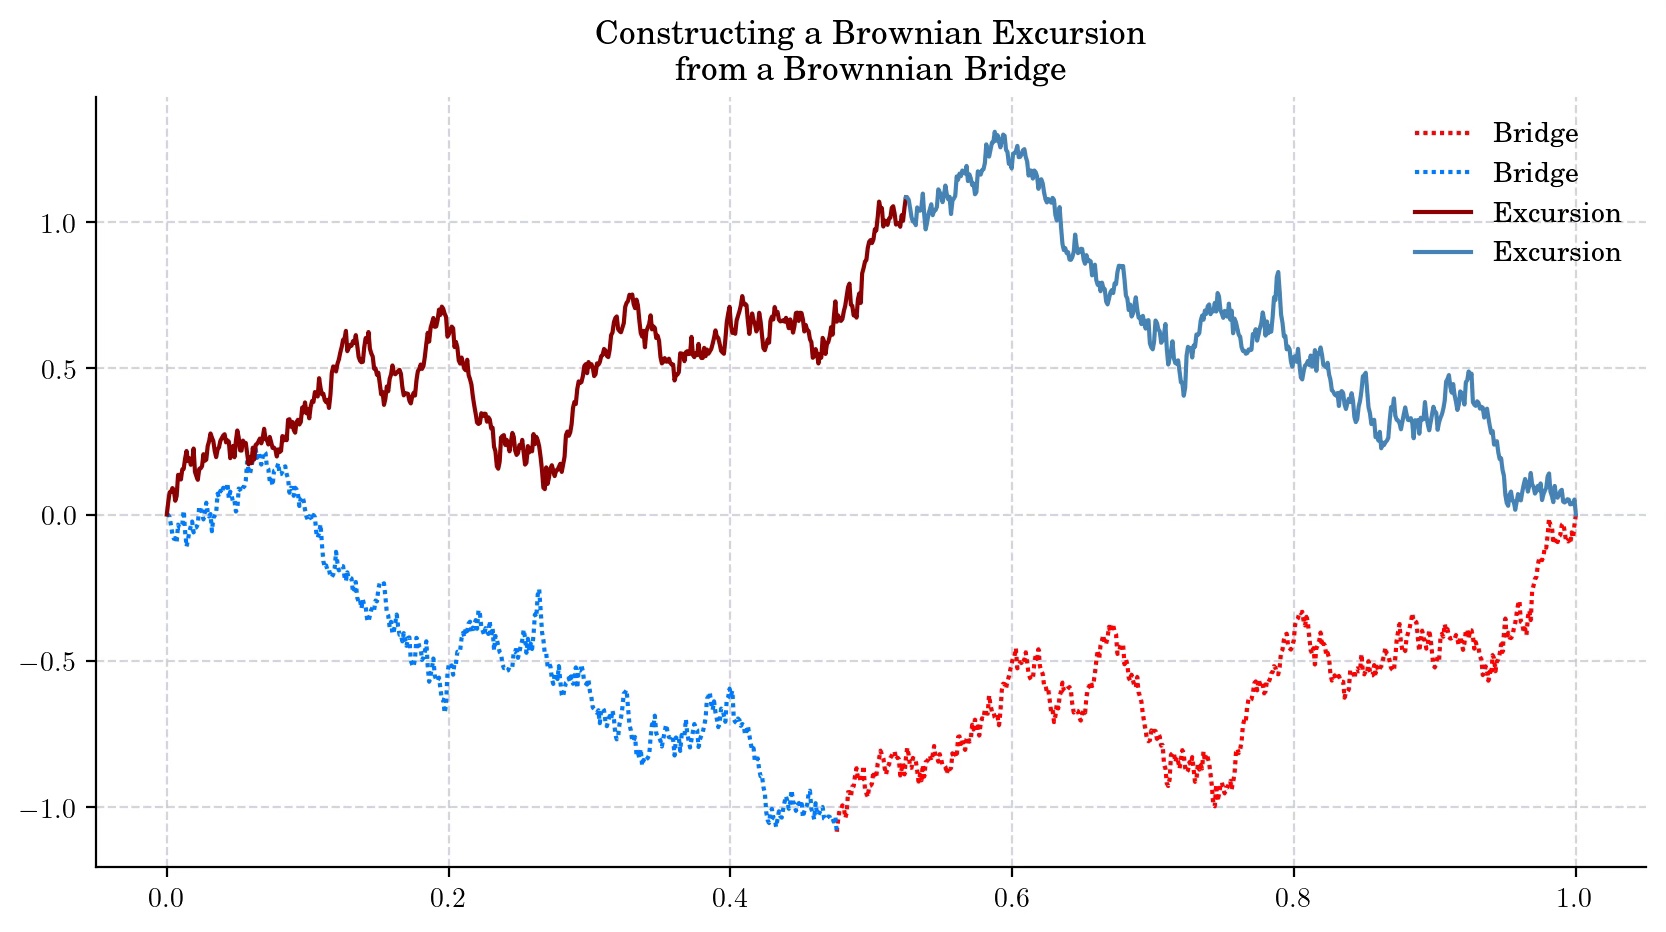 Constructing a Brownian Excursion
from a Brownnian Bridge
Bridge
Bridge
Excursion
Excursion
1.0
0.5
0.0
−0.5
−1.0
0.0 0.2 0.4 0.6 0.8 1.0